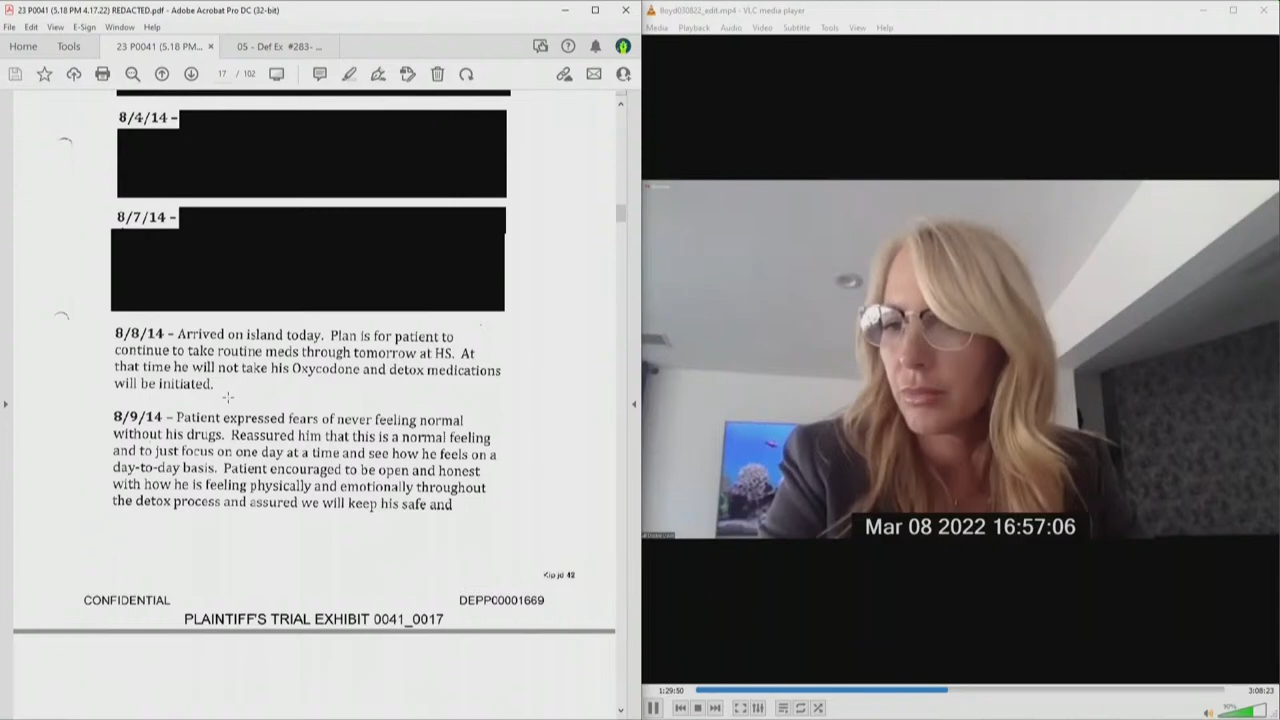 23 P0041 (5.18 PM 4.17.22) REDACTED.pdf - Adobe Acrobat Pro DC (32-bit)
File Edit View E-Sign Window Help
Home Tools 23 P0041 (5.18 PM... × 05 - Def Ex #283- ...
17 / 102
8/4/14 –
8/7/14 –
8/8/14 – Arrived on island today. Plan is for patient to
continue to take routine meds through tomorrow at HS. At
that time he will not take his Oxycodone and detox medications
will be initiated.
8/9/14 – Patient expressed fears of never feeling normal
without his drugs. Reassured him that this is a normal feeling
and to just focus on one day at a time and see how he feels on a
day-to-day basis. Patient encouraged to be open and honest
with how he is feeling physically and emotionally throughout
the detox process and assured we will keep his safe and
42
CONFIDENTIAL DEPP00001669
PLAINTIFF'S TRIAL EXHIBIT 0041_0017
Boyd030822_edit.mp4 - VLC media player
Media Playback Audio Video Subtitle Tools View Help
Mar 08 2022 16:57:06
1:29:50 3:08:23
90%